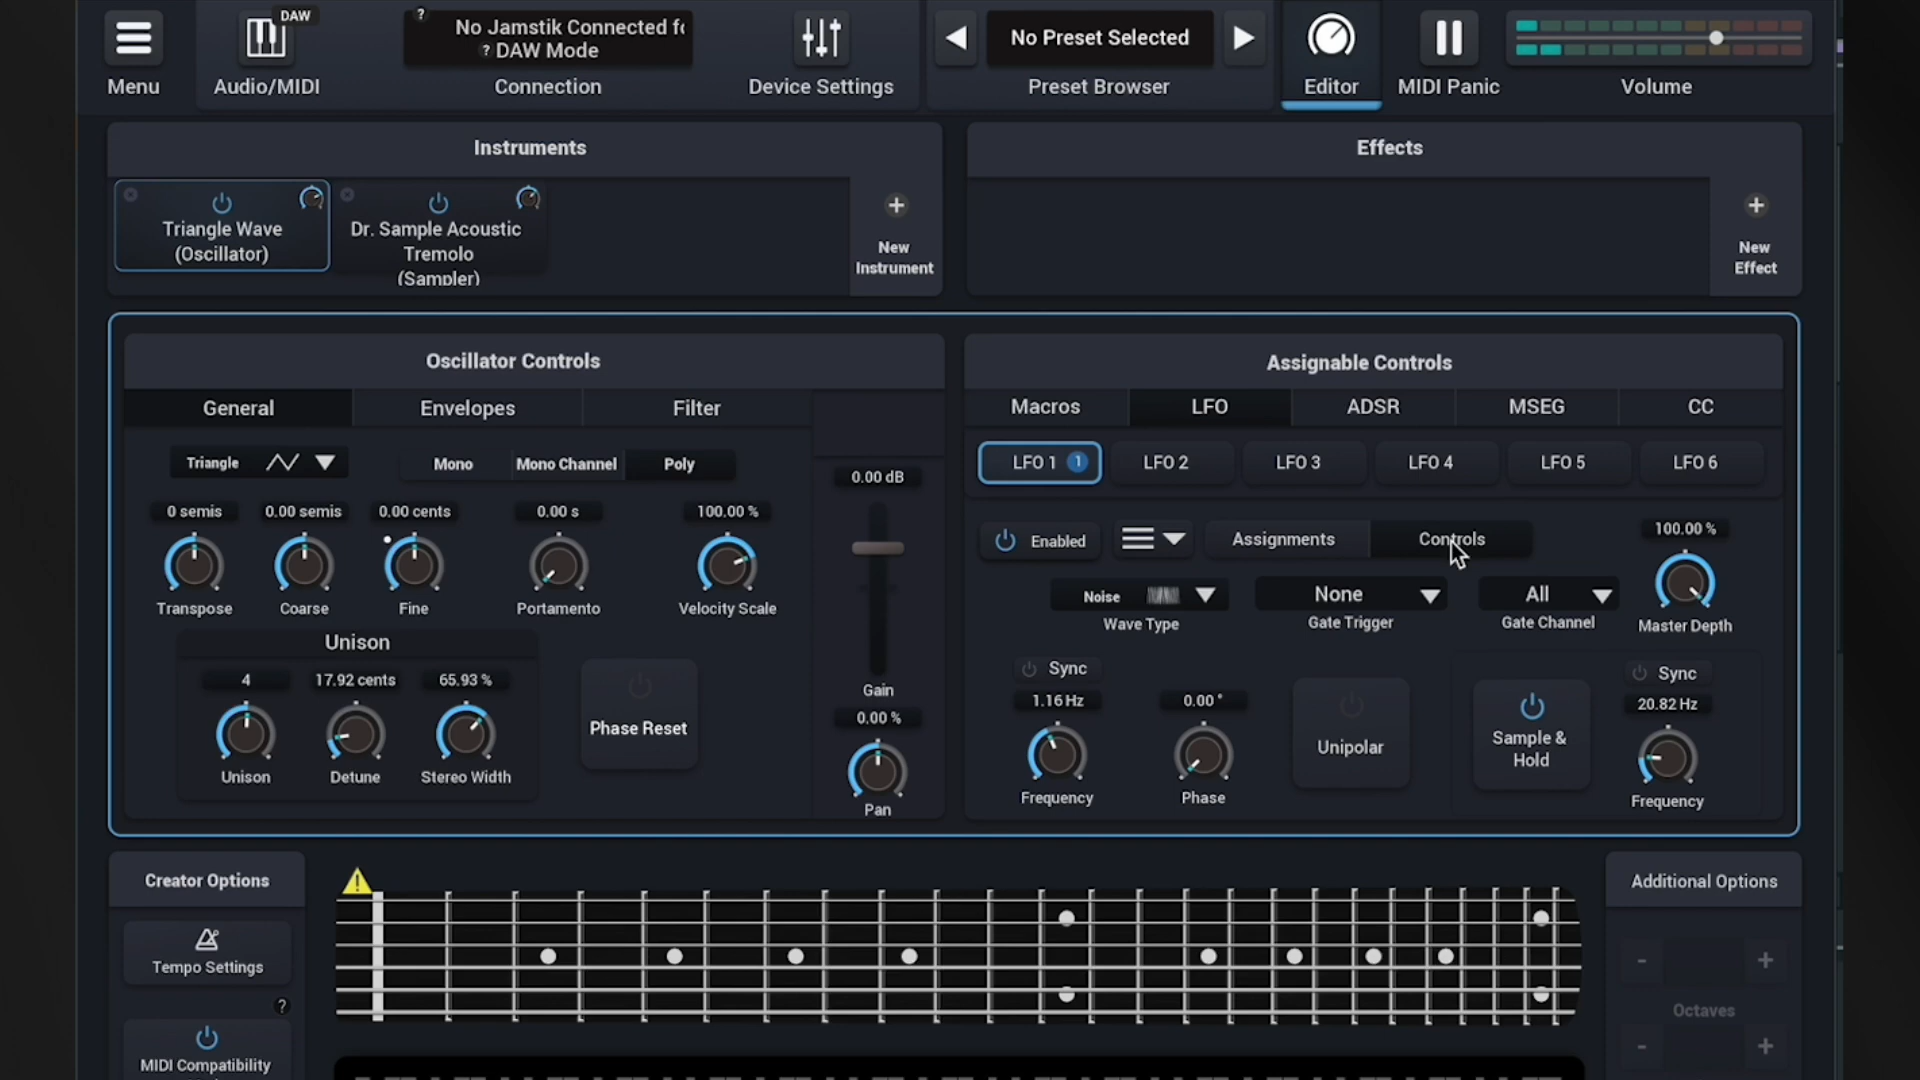 DAW
?
No Jamstik Connected fo
? DAW Mode
No Preset Selected
Menu
Audio/MIDI
Connection
Device Settings
Preset Browser
Editor
MIDI Panic
Volume
Instruments
Effects
Triangle Wave
(Oscillator)
Dr. Sample Acoustic
Tremolo
(Sampler)
+
New
Instrument
+
New
Effect
Oscillator Controls
General
Envelopes
Filter
Triangle
Mono
Mono Channel
Poly
0 semis
0.00 semis
0.00 cents
0.00 s
100.00 %
Transpose
Coarse
Fine
Portamento
Velocity Scale
Unison
4
17.92 cents
65.93 %
Unison
Detune
Stereo Width
Phase Reset
0.00 dB
Gain
0.00 %
Pan
Assignable Controls
Macros
LFO
ADSR
MSEG
CC
LFO 1 1
LFO 2
LFO 3
LFO 4
LFO 5
LFO 6
Enabled
Assignments
Controls
100.00 %
Master Depth
Noise
Wave Type
None
Gate Trigger
All
Gate Channel
Sync
1.16 Hz
Frequency
0.00 °
Phase
Unipolar
Sample &
Hold
Sync
20.82 Hz
Frequency
Creator Options
Tempo Settings
?
MIDI Compatibility
!
Additional Options
- +
Octaves
- +